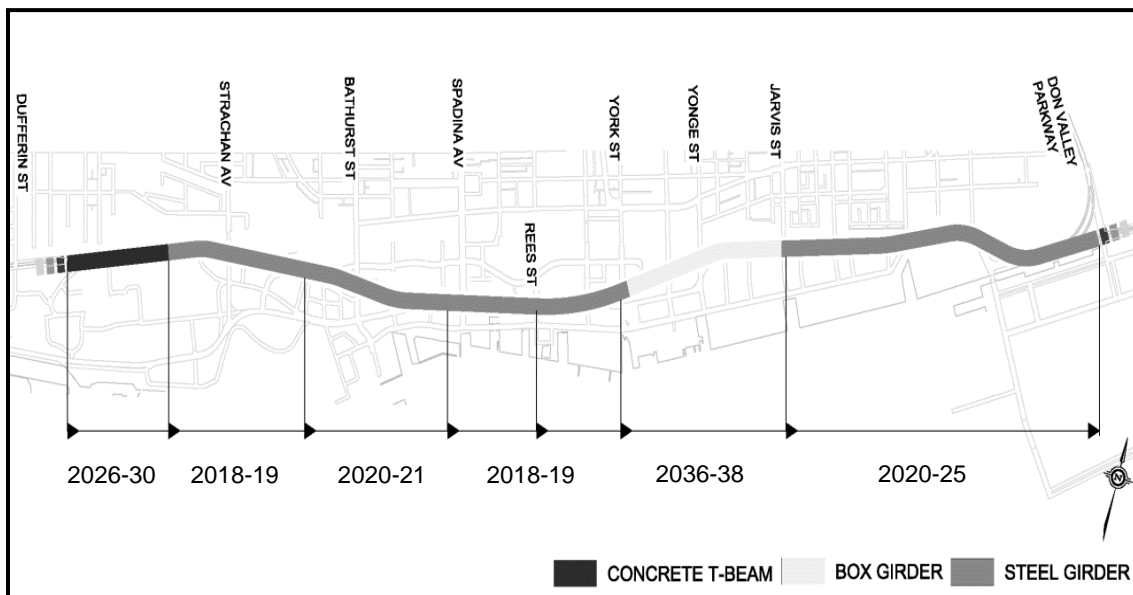 DUFFERIN ST
STRACHAN AV
BATHURST ST
SPADINA AV
REES ST
YORK ST
YONGE ST
JARVIS ST
DON VALLEY
PARKWAY
2026-30
2018-19
2020-21
2018-19
2036-38
2020-25
N
CONCRETE T-BEAM
BOX GIRDER
STEEL GIRDER